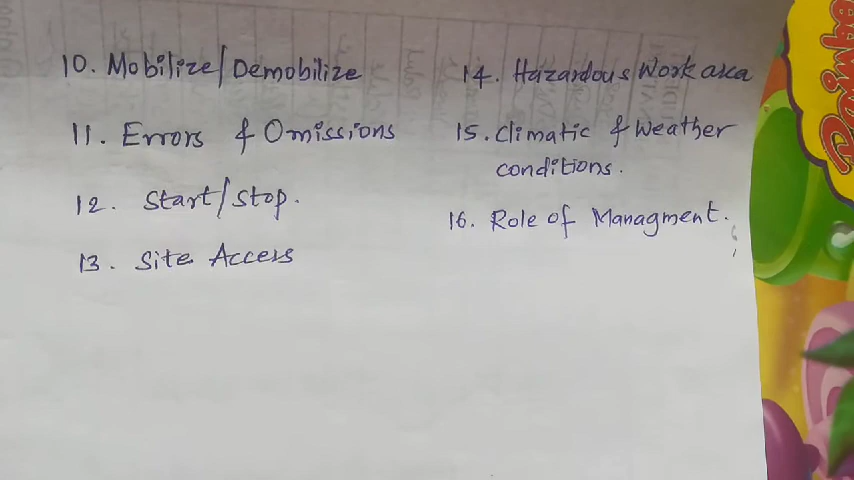 10. Mobilize/Demobilize
11. Errors & Omissions
12. Start/Stop.
13. Site Access
14. Hazardous Work area
15. Climatic & Weather
conditions.
16. Role of Managment.